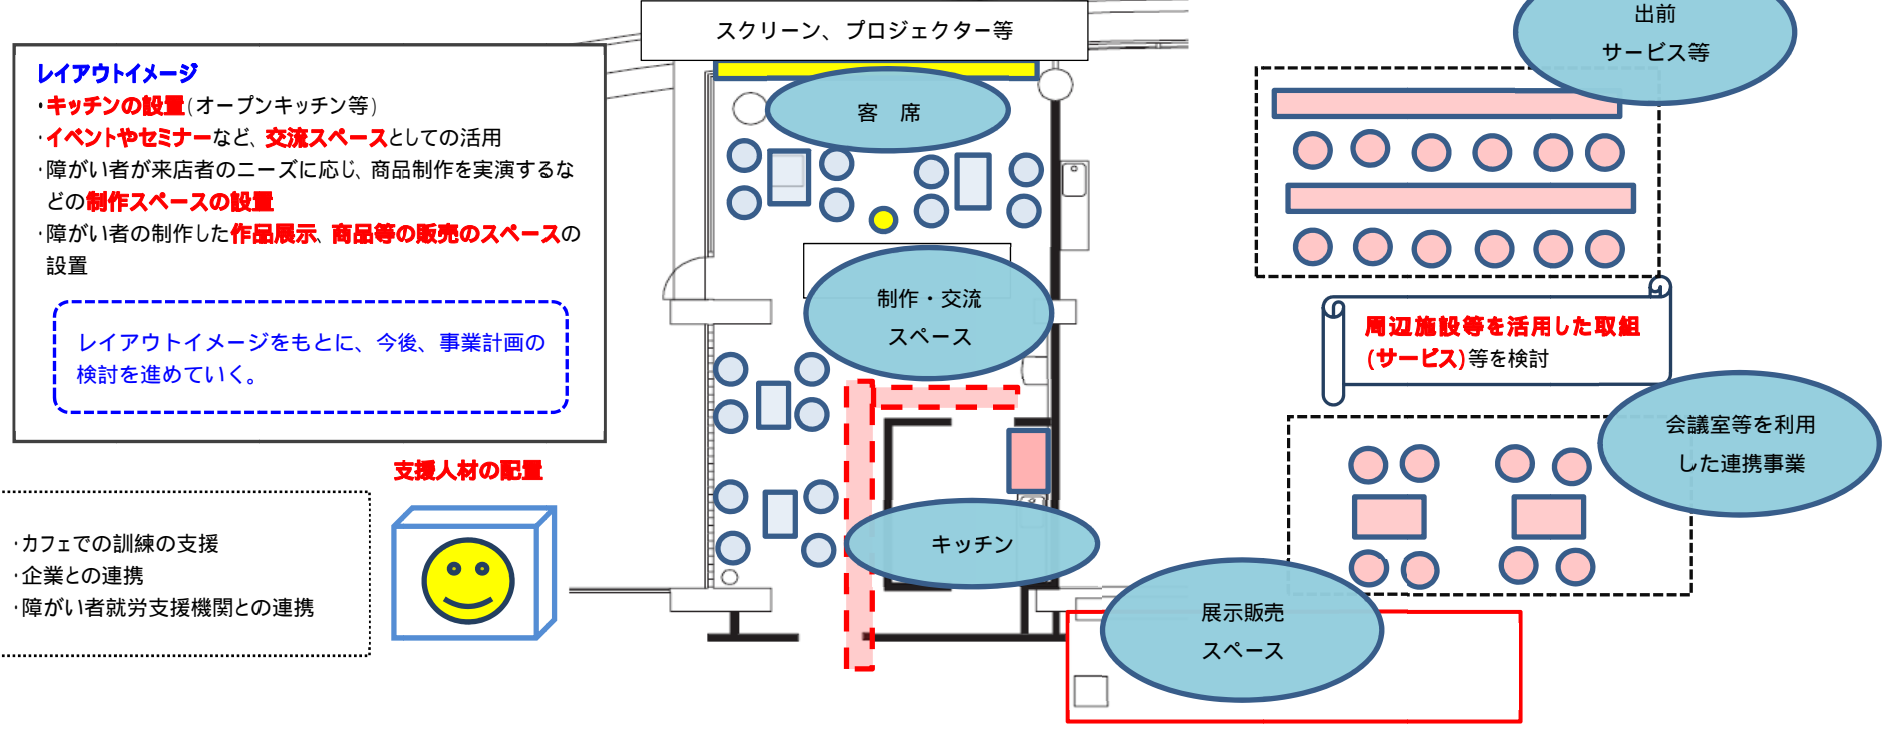 スクリーン、プロジェクター等
出前
サービス等
レイアウトイメージ
・キッチンの設置(オープンキッチン等)
・イベントやセミナーなど、交流スペースとしての活用
・障がい者が来店者のニーズに応じ、商品制作を実演するな
どの制作スペースの設置
・障がい者の制作した作品展示、商品等の販売のスペースの
設置
レイアウトイメージをもとに、今後、事業計画の
検討を進めていく。
客 席
制作・交流
スペース
周辺施設等を活用した取組
(サービス)等を検討
会議室等を利用
した連携事業
支援人材の配置
・カフェでの訓練の支援
・企業との連携
・障がい者就労支援機関との連携
キッチン
展示販売
スペース